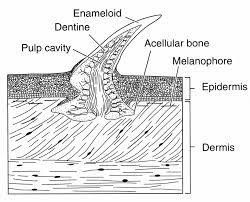 Enameloid
Dentine
Pulp cavity
Acellular bone
Melanophore
Epidermis
Dermis